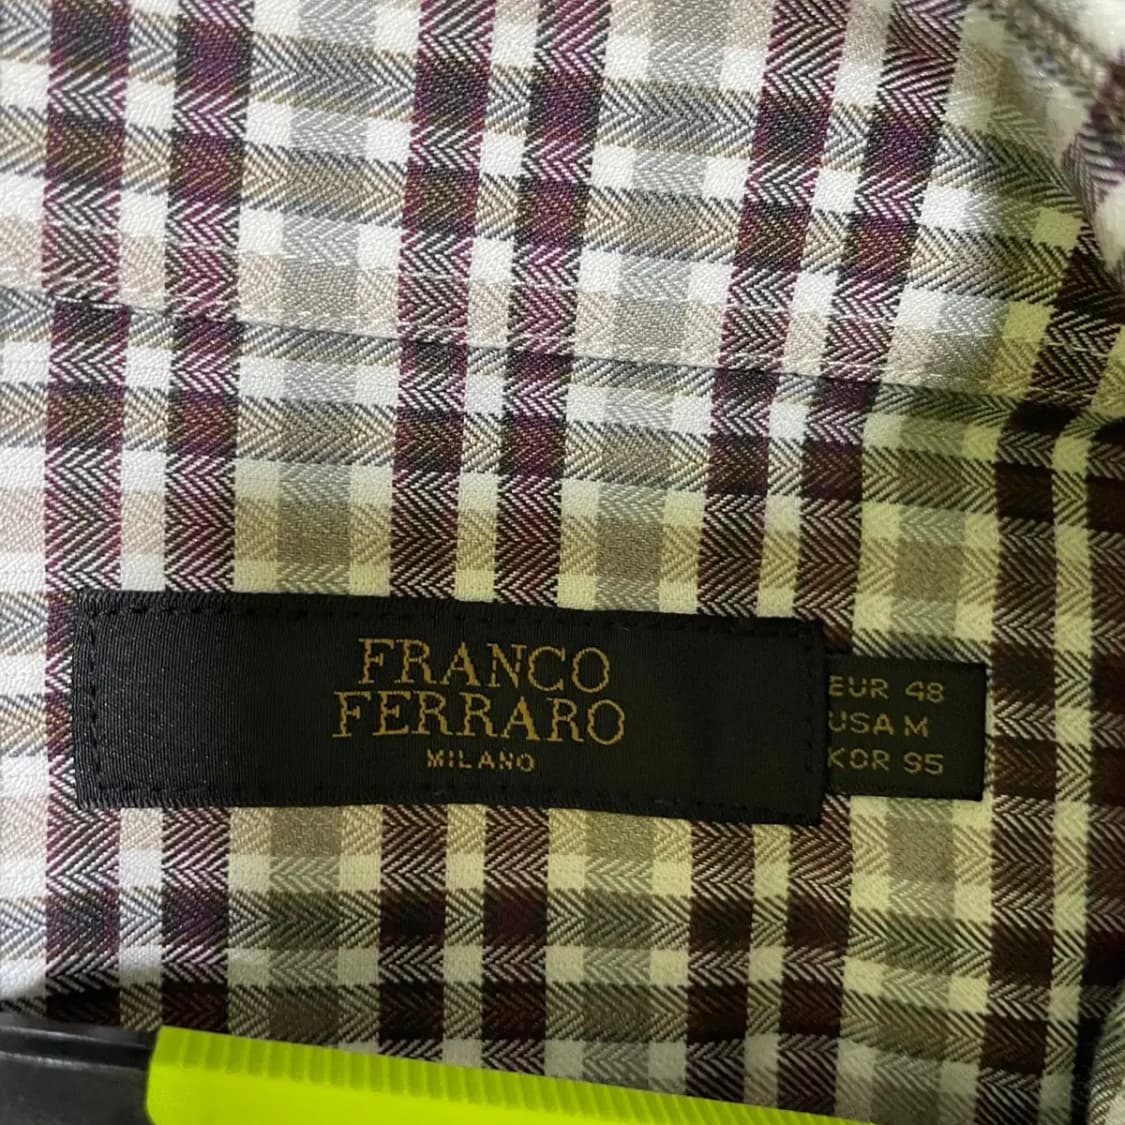 FRANCO
FERRARO
MILANO
EUR 48
USA M
KOR 95